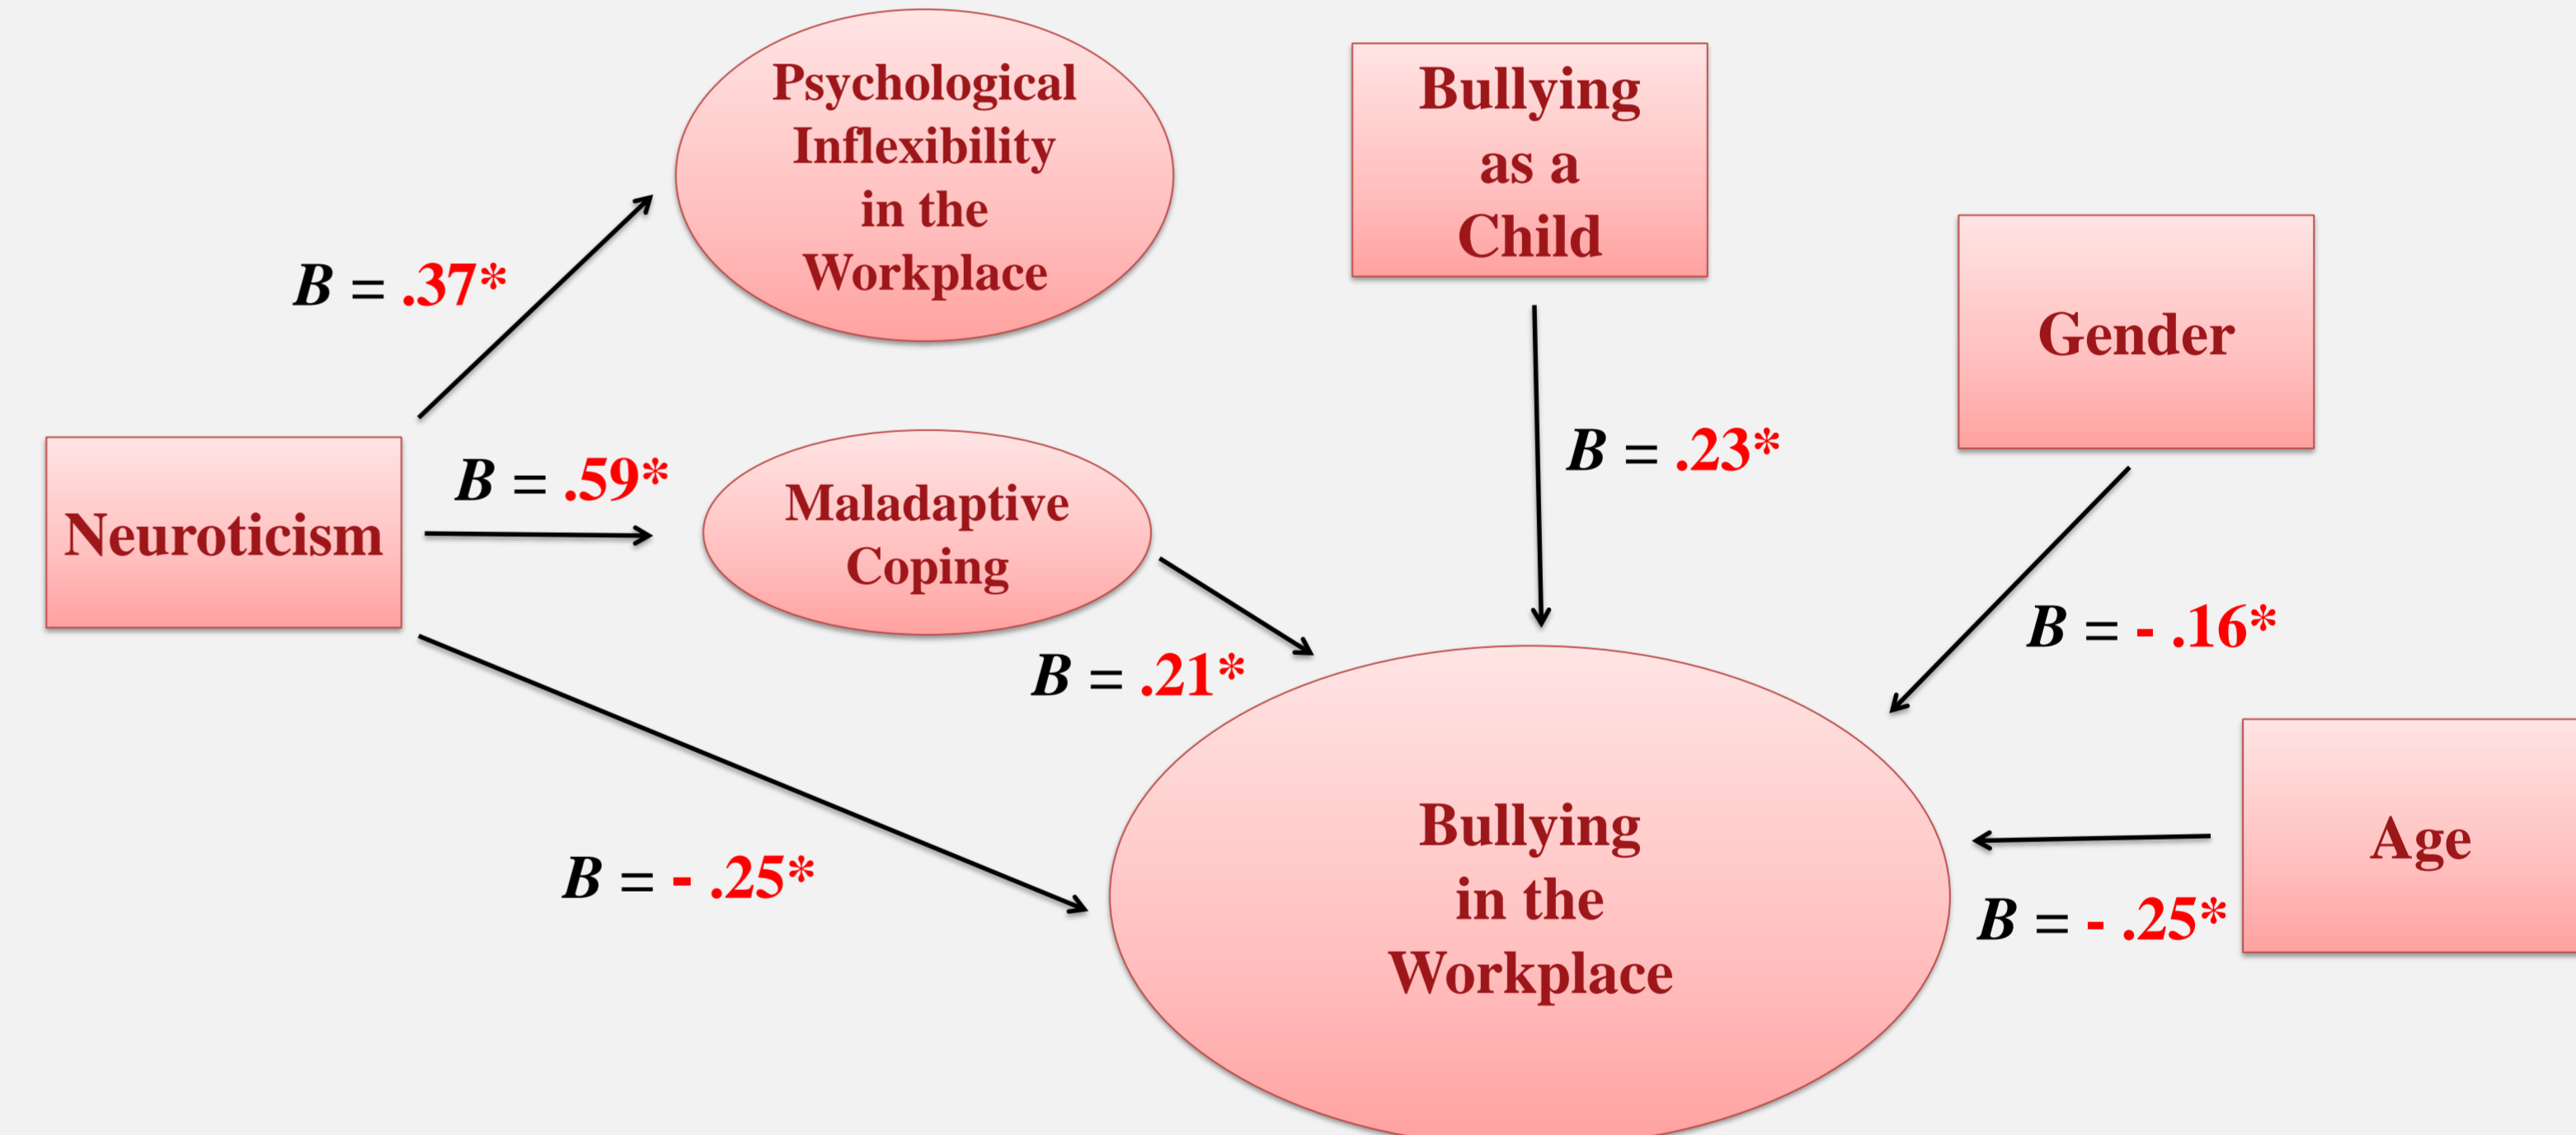 Psychological
Inflexibility
in the
Workplace
Bullying
as a
Child
Gender
B = .37*
Neuroticism
B = .59*
Maladaptive
Coping
B = .23*
B = .21*
B = - .16*
B = - .25*
Bullying
in the
Workplace
Age
B = - .25*